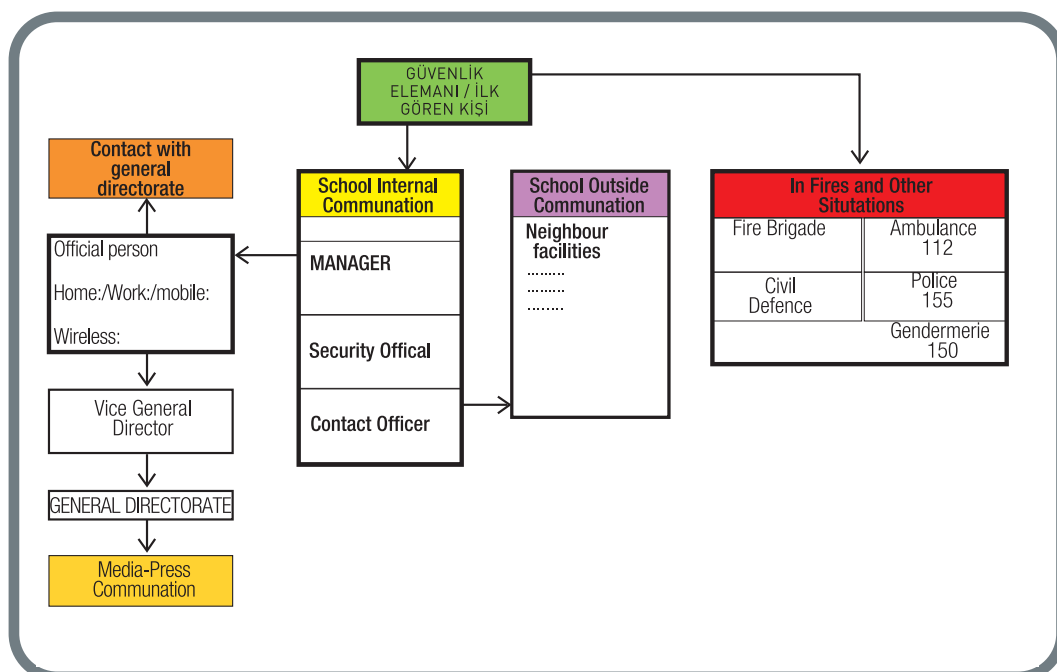 GÜVENLİK
ELEMANI / İLK
GÖREN KİŞİ
Contact with
general
directorate
Official person
Home:/Work:/mobile:
Wireless:
Vice General
Director
GENERAL DIRECTORATE
Media-Press
Communation
School Internal
Communation
MANAGER
Security Offical
Contact Officer
School Outside
Communation
Neighbour
facilities
.........
.........
........
In Fires and Other
Situtations
Fire Brigade
Ambulance
112
Civil
Defence
Police
155
Gendermerie
150